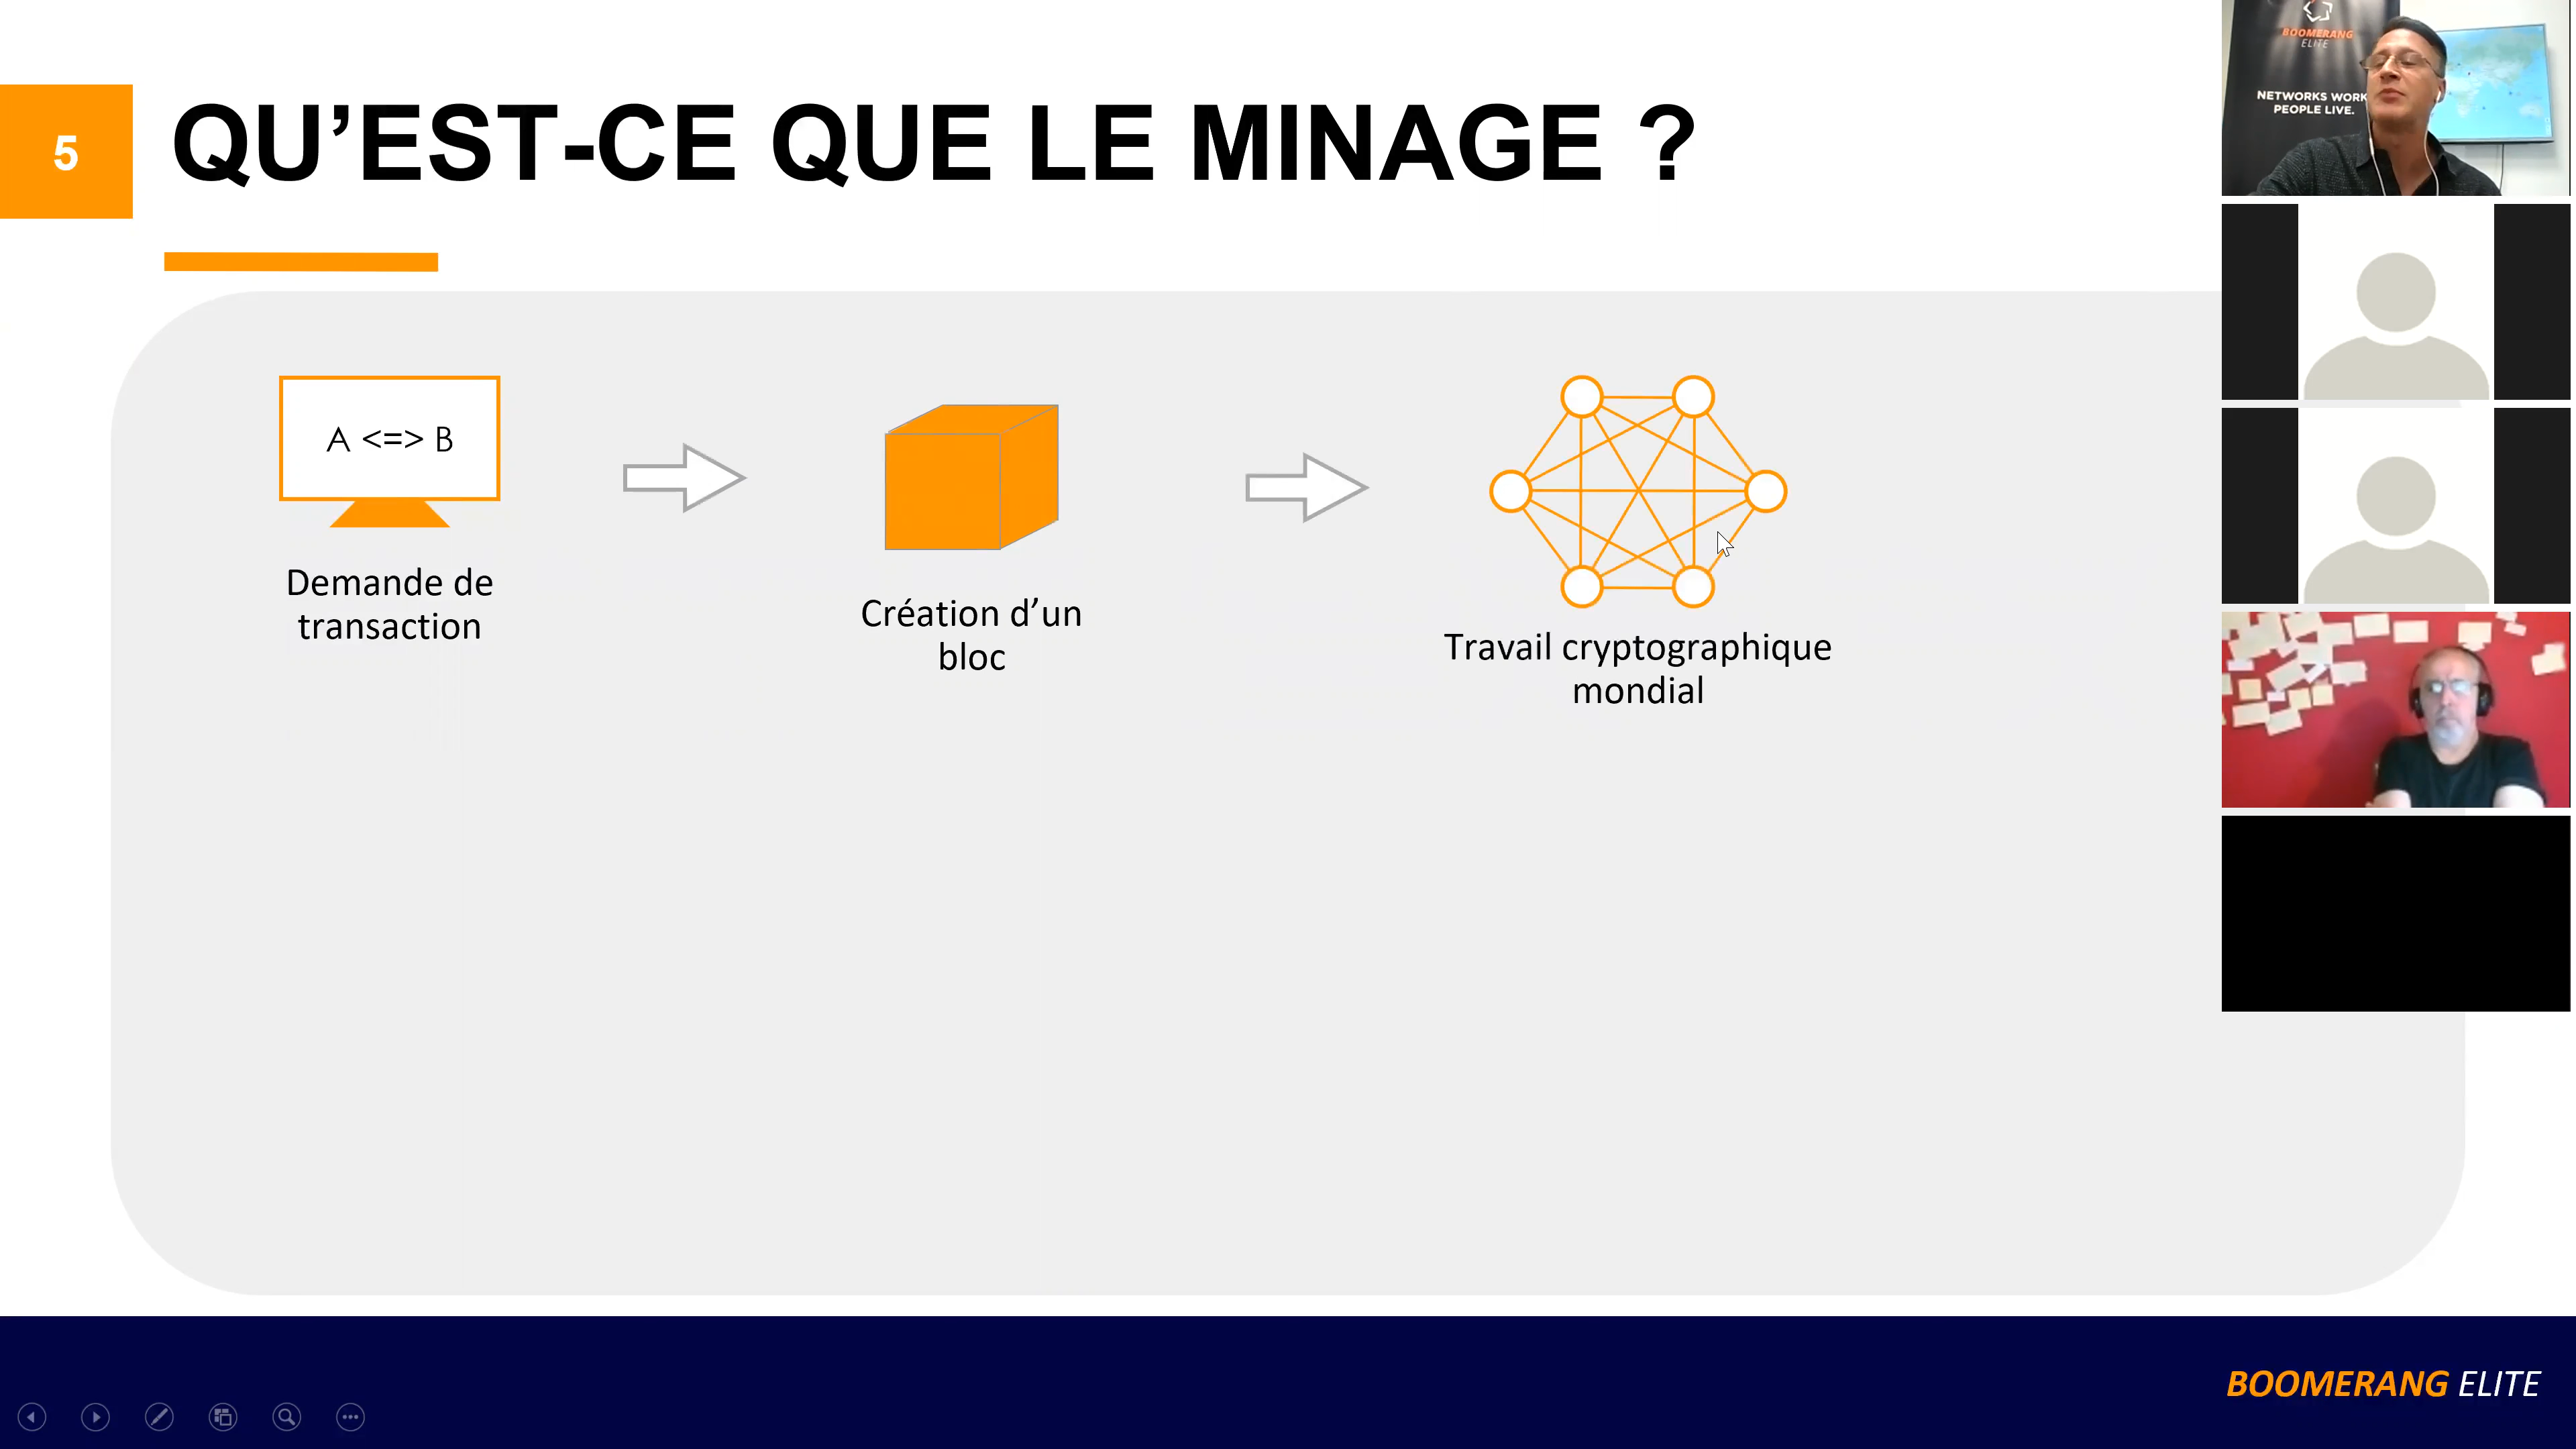 5
QU’EST-CE QUE LE MINAGE ?
A <=> B
Demande de
transaction
Création d’un
bloc
Travail cryptographique
mondial
BOOMERANG
ELITE
NETWORKS WORK
PEOPLE LIVE.
BOOMERANG ELITE